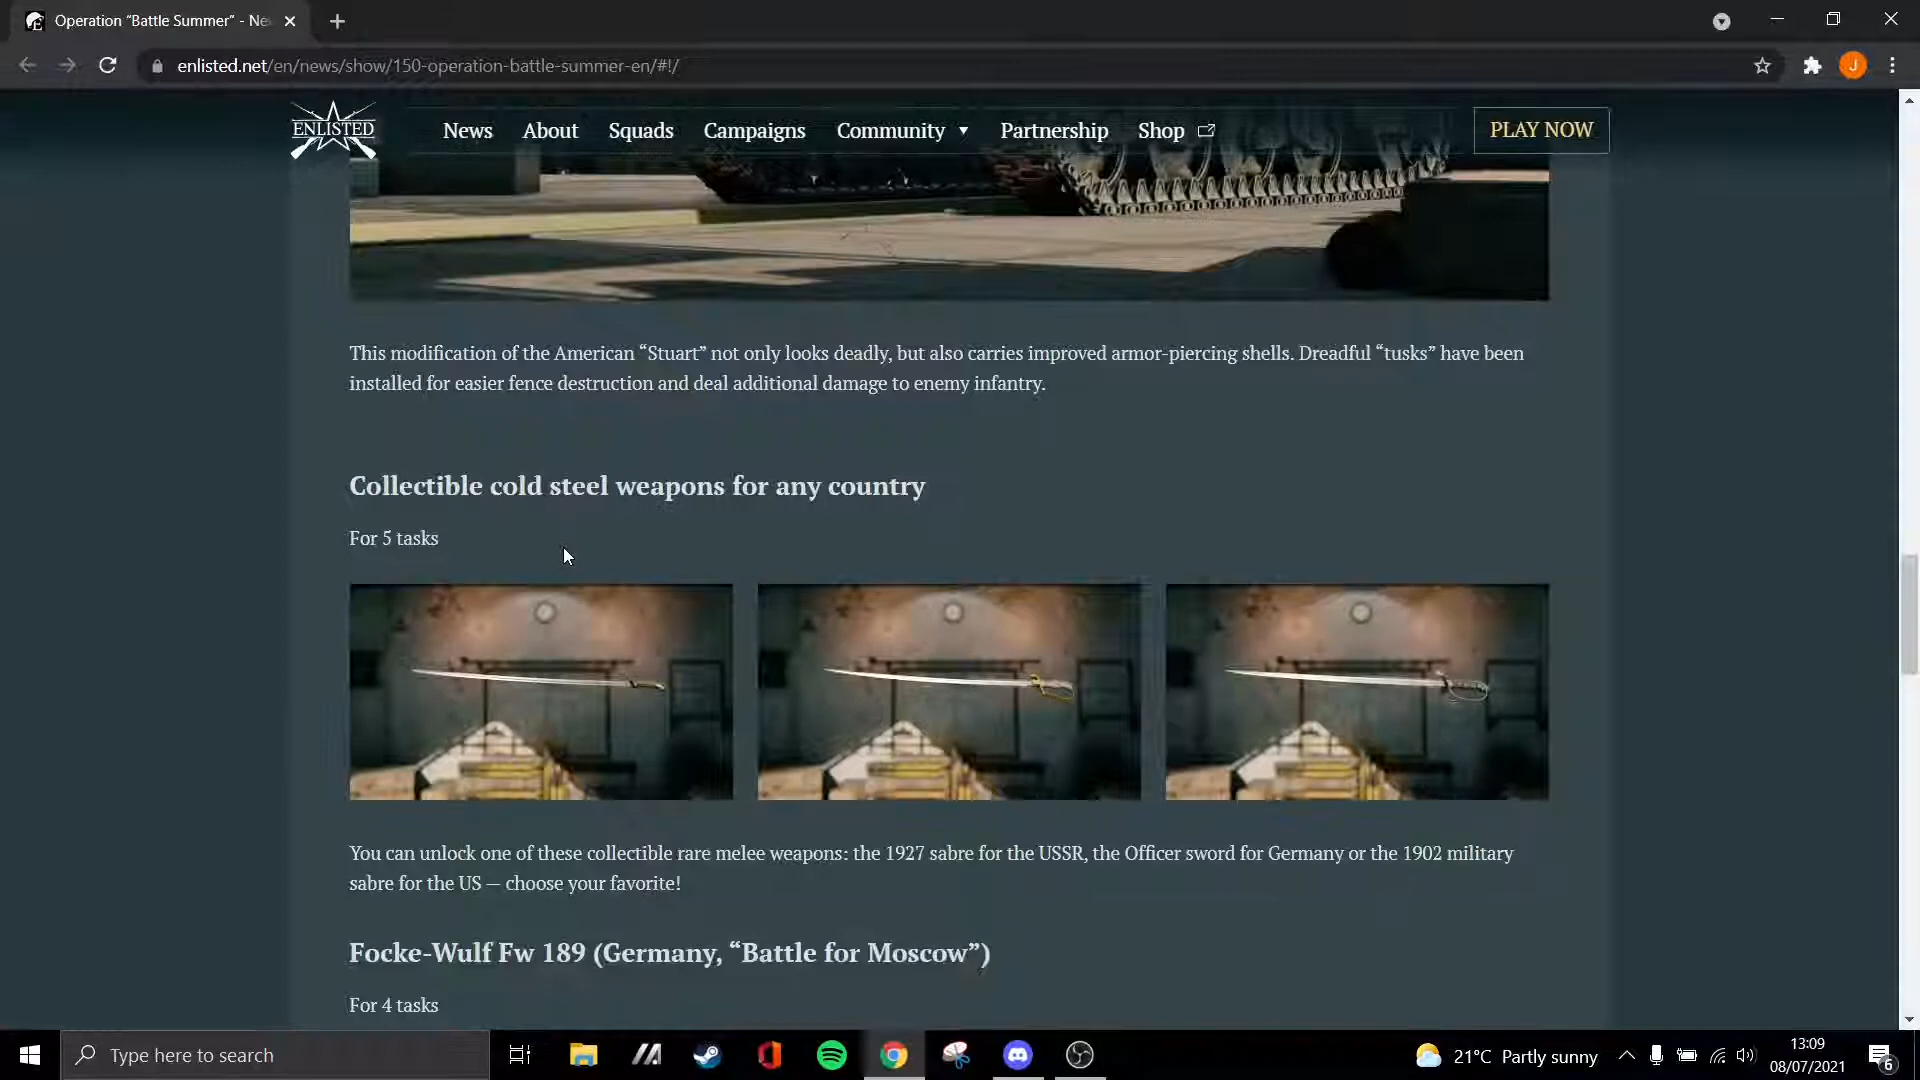 Operation “Battle Summer” - Ne
J
enlisted.net/en/news/show/150-operation-battle-summer-en/#!/
ENLISTED
News About Squads Campaigns Community Partnership Shop PLAY NOW
This modification of the American “Stuart” not only looks deadly, but also carries improved armor-piercing shells. Dreadful “tusks” have been
installed for easier fence destruction and deal additional damage to enemy infantry.
Collectible cold steel weapons for any country
For 5 tasks
You can unlock one of these collectible rare melee weapons: the 1927 sabre for the USSR, the Officer sword for Germany or the 1902 military
sabre for the US — choose your favorite!
Focke-Wulf Fw 189 (Germany, “Battle for Moscow”)
For 4 tasks
Type here to search
21°C Partly sunny
13:09
08/07/2021
6